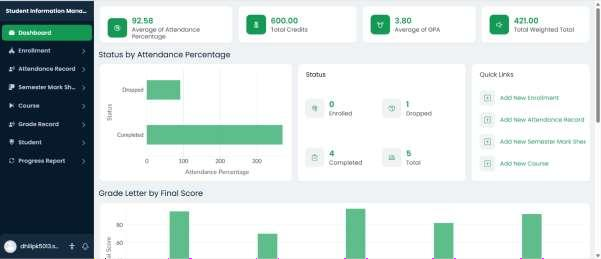 Student Information Mana...
Dashboard
Enrollment
Attendance Record
Semester Mark Sh...
Course
Grade Record
Student
Progress Report
dhilipk5013.s...
92.58
Average of Attendance
Percentage
600.00
Total Credits
3.80
Average of GPA
421.00
Total Weighted Total
Status by Attendance Percentage
Status
Dropped
Completed
0
100
200
300
Attendance Percentage
Status
0
Enrolled
1
Dropped
4
Completed
5
Total
Quick Links
Add New Enrollment
Add New Attendance Record
Add New Semester Mark Shee
Add New Course
Grade Letter by Final Score
80
60
al Score